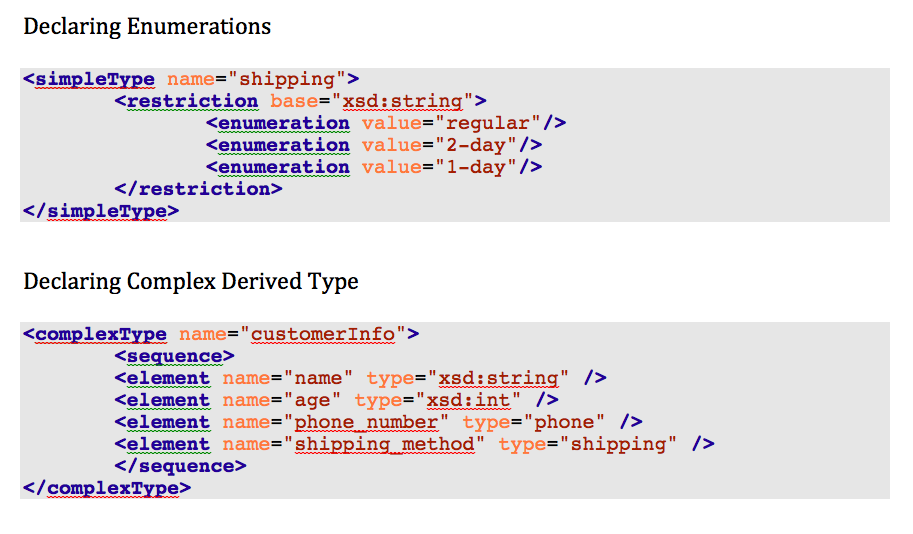 Declaring Enumerations
<simpleType name="shipping">
<restriction base="xsd:string">
<enumeration value="regular"/>
<enumeration value="2-day"/>
<enumeration value="1-day"/>
</restriction>
</simpleType>
Declaring Complex Derived Type
<complexType name="customerInfo">
<sequence>
<element name="name" type="xsd:string" />
<element name="age" type="xsd:int" />
<element name="phone_number" type="phone" />
<element name="shipping_method" type="shipping" />
</sequence>
</complexType>